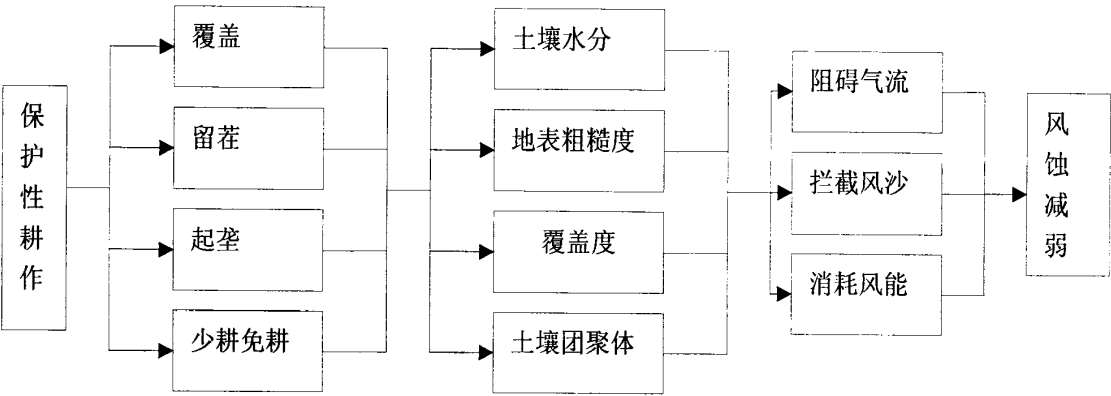 保护性耕作
覆盖
留茬
起垄
少耕免耕
土壤水分
地表粗糙度
覆盖度
土壤团聚体
阻碍气流
拦截风沙
消耗风能
风蚀减弱